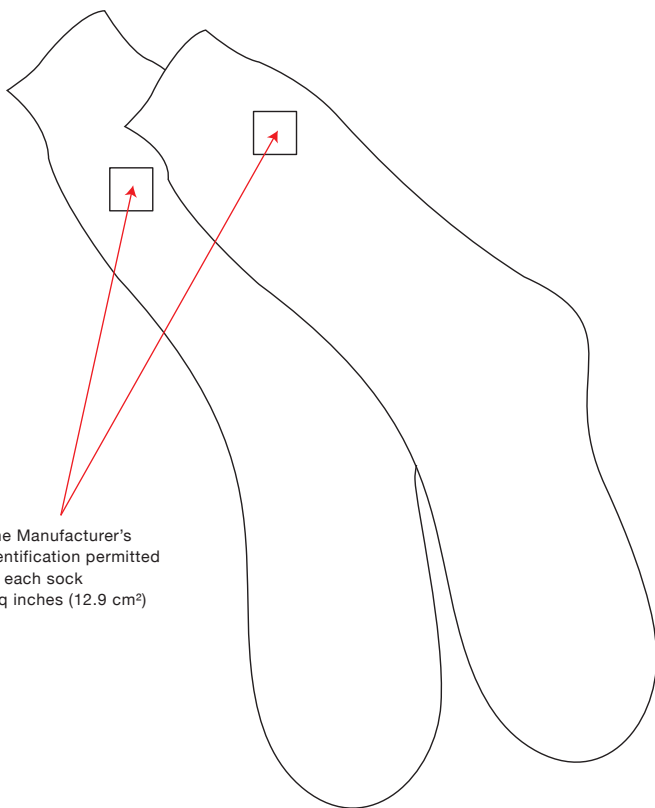 ne Manufacturer's
entification permitted
each sock
q inches (12.9 cm²)